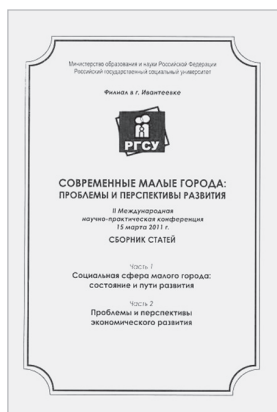 Министерство образования и науки Российской Федерации
Российский государственный социальный университет
Филиал в г. Ивантеевке
РГСУ
СОВРЕМЕННЫЕ МАЛЫЕ ГОРОДА:
ПРОБЛЕМЫ И ПЕРСПЕКТИВЫ РАЗВИТИЯ
II Международная
научно-практическая конференция
15 марта 2011 г.
СБОРНИК СТАТЕЙ
Часть 1
Социальная сфера малого города:
состояние и пути развития
Часть 2
Проблемы и перспективы
экономического развития